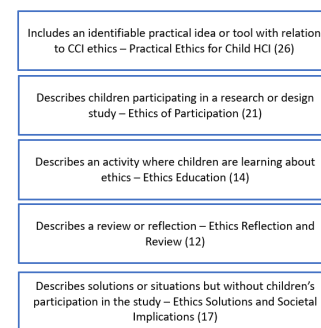 Includes an identifiable practical idea or tool with relation
to CCI ethics – Practical Ethics for Child HCI (26)
Describes children participating in a research or design
study – Ethics of Participation (21)
Describes an activity where children are learning about
ethics – Ethics Education (14)
Describes a review or reflection – Ethics Reflection and
Review (12)
Describes solutions or situations but without children's
participation in the study – Ethics Solutions and Societal
Implications (17)